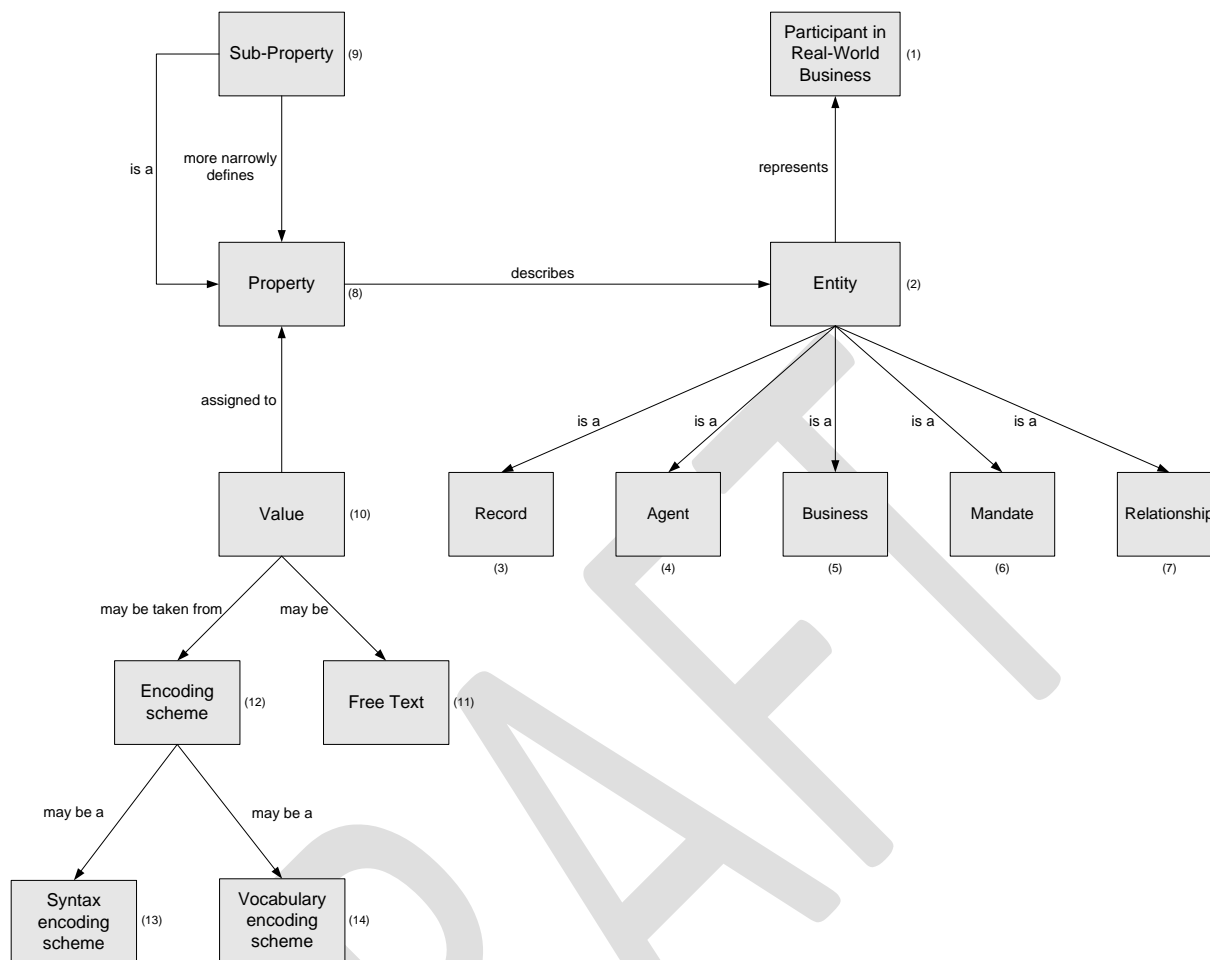 Sub-Property
(9)
Participant in
Real-World
Business
(1)
is a
more narrowly
defines
represents
Property
(8)
describes
Entity
(2)
assigned to
is a
is a
is a
is a
is a
Value
(10)
Record
(3)
Agent
(4)
Business
(5)
Mandate
(6)
Relationship
(7)
may be taken from
may be
Encoding
scheme
(12)
Free Text
(11)
may be a
may be a
Syntax
encoding
scheme
(13)
Vocabulary
encoding
scheme
(14)
RAFT